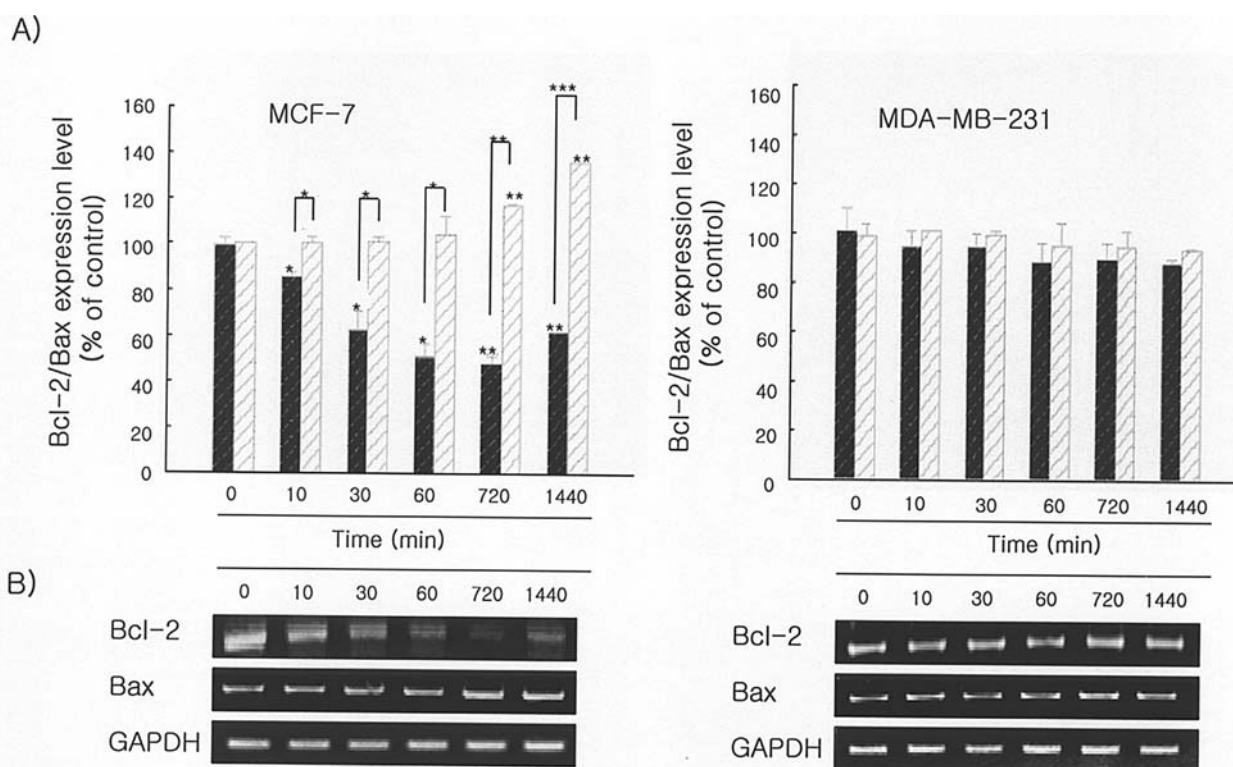 A)
Bcl-2/Bax expression level
(% of control)
160
140
120
100
80
60
40
20
0
MCF-7
*
*
*
**
***
*
*
*
**
**
**
**
0 10 30 60 720 1440
Time (min)
Bcl-2/Bax expression level
(% of control)
160
140
120
100
80
60
40
20
0
MDA-MB-231
0 10 30 60 720 1440
Time (min)
B)
0 10 30 60 720 1440
Bcl-2
Bax
GAPDH
0 10 30 60 720 1440
Bcl-2
Bax
GAPDH